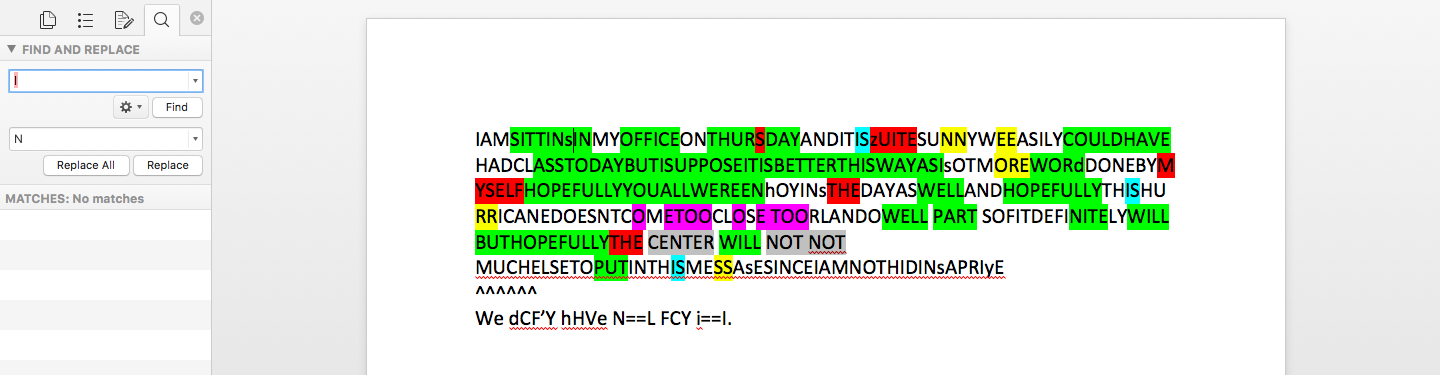 FIND AND REPLACE
I
Find
N
Replace All
Replace
MATCHES: No matches
IAMSITTINsINMYOFFICEONTHURSDAYANDITISzUITESUNNYWEEASILYCOULDHAVE
HADCLASSTODAYBUTISUPPOSEITISBETTERTHISWAYASIsOTMOREWORdDONEBYM
YSELFHOPEFULLYYOUALLWEREENhOYINsTHEDAYASWELLANDHOPEFULLYTHISHU
RRICANEDOESNTCOMETOOCLOSE TOORLANDOWELL PART SOFITDEFINITELYWILL
BUTHOPEFULLYTHE CENTER WILL NOT NOT
MUCHELSETOPUTINTHISMESSAsESINCEIAMNOTHIDINsAPRIyE
^^^^^^
We dCF’Y hHVe N==L FCY i==I.